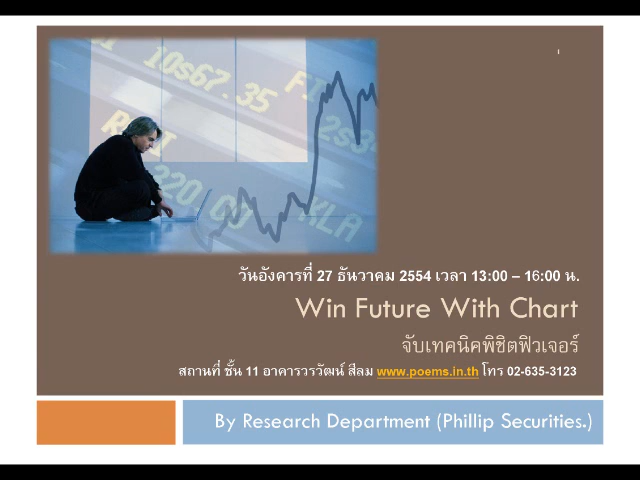 1
10s67.35
วันอังคารที่ 27 ธันวาคม 2554 เวลา 13:00 – 16:00 น.
Win Future With Chart
จับเทคนิคพิชิตฟิวเจอร์
สถานที่ ชั้น 11 อาคารวรวัฒน์ สีลม www.poems.in.th โทร 02-635-3123
By Research Department (Phillip Securities.)